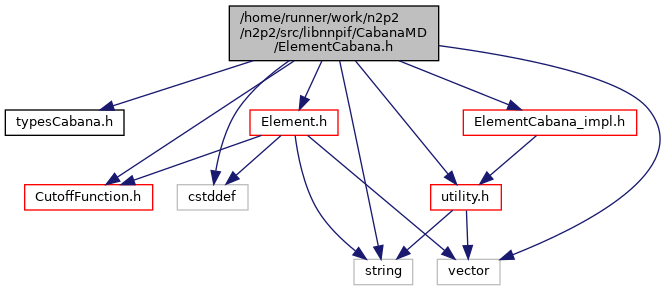 /home/runner/work/n2p2
/n2p2/src/libnnpif/CabanaMD
/ElementCabana.h
typesCabana.h
Element.h
ElementCabana_impl.h
CutoffFunction.h
cstddef
utility.h
string
vector